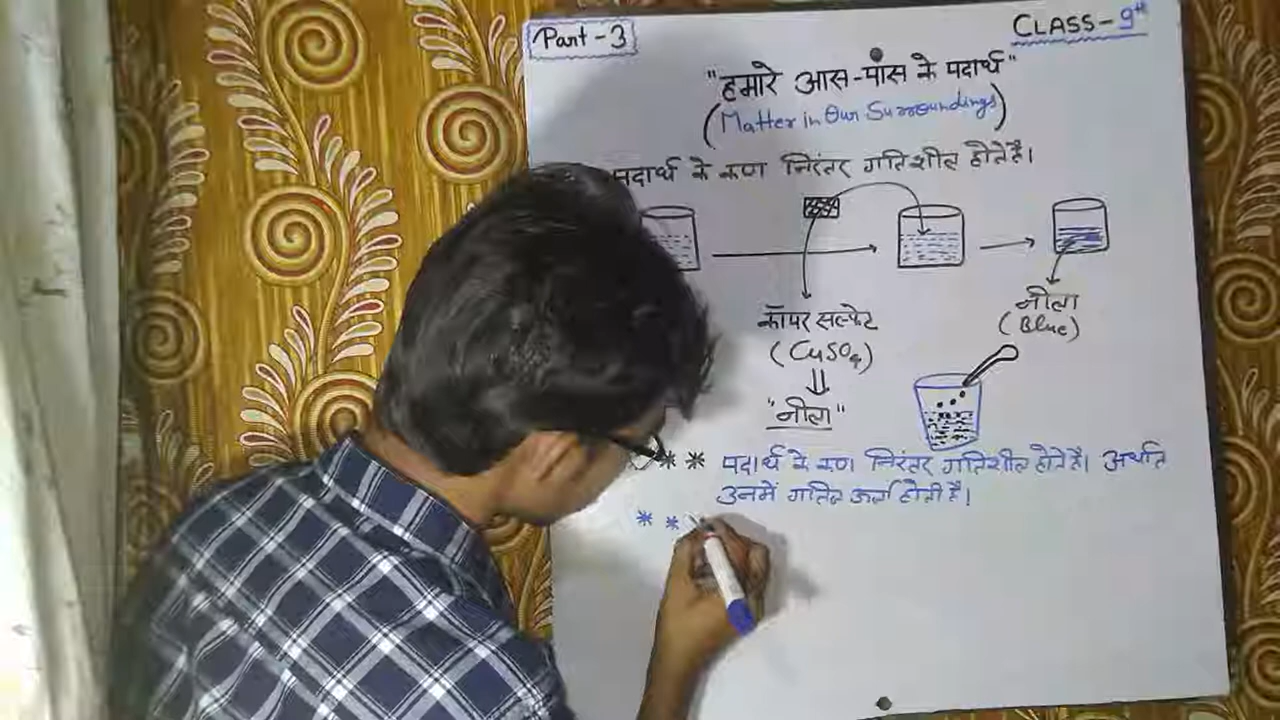 Part - 3
CLASS - 9th
"हमारे आस-पास के पदार्थ"
(Matter in Our Surroundings)
पदार्थ के कण निरंतर गतिशील होते है।
कॉपर सल्फेट
(CuSO4)
"नीला"
नीला
(Blue)
** पदार्थ के कण निरंतर गतिशील होते है। अर्थात
उनमें गतिज ऊर्जा होती है।
* *